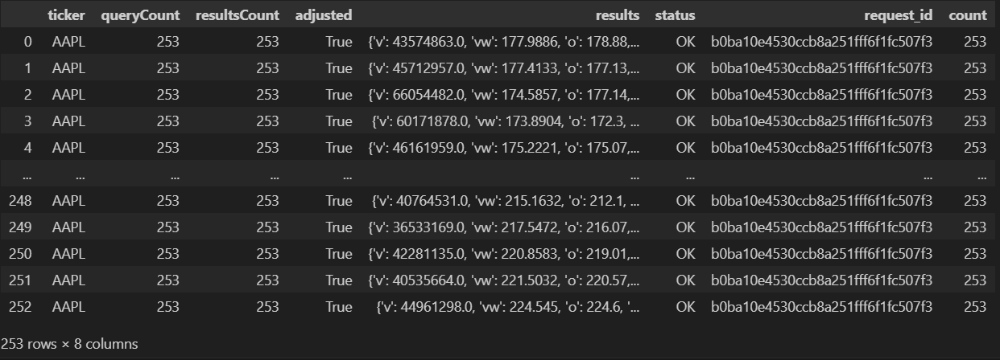 ticker queryCount resultsCount adjusted results status request_id count
0 AAPL 253 253 True {'v': 43574863.0, 'vw': 177.9886, 'o': 178.88,... OK b0ba10e4530ccb8a251fff6f1fc507f3 253
1 AAPL 253 253 True {'v': 45712957.0, 'vw': 177.4133, 'o': 177.13,... OK b0ba10e4530ccb8a251fff6f1fc507f3 253
2 AAPL 253 253 True {'v': 66054482.0, 'vw': 174.5857, 'o': 177.14,... OK b0ba10e4530ccb8a251fff6f1fc507f3 253
3 AAPL 253 253 True {'v': 60171878.0, 'vw': 173.8904, 'o': 172.3, ... OK b0ba10e4530ccb8a251fff6f1fc507f3 253
4 AAPL 253 253 True {'v': 46161959.0, 'vw': 175.2221, 'o': 175.07,... OK b0ba10e4530ccb8a251fff6f1fc507f3 253
... ... ... ... ... ... ... ... ...
248 AAPL 253 253 True {'v': 40764531.0, 'vw': 215.1632, 'o': 212.1, ... OK b0ba10e4530ccb8a251fff6f1fc507f3 253
249 AAPL 253 253 True {'v': 36533169.0, 'vw': 217.5472, 'o': 216.07,... OK b0ba10e4530ccb8a251fff6f1fc507f3 253
250 AAPL 253 253 True {'v': 42281135.0, 'vw': 220.8583, 'o': 219.01,... OK b0ba10e4530ccb8a251fff6f1fc507f3 253
251 AAPL 253 253 True {'v': 40535664.0, 'vw': 221.5032, 'o': 220.57,... OK b0ba10e4530ccb8a251fff6f1fc507f3 253
252 AAPL 253 253 True {'v': 44961298.0, 'vw': 224.545, 'o': 224.6, '... OK b0ba10e4530ccb8a251fff6f1fc507f3 253
253 rows × 8 columns